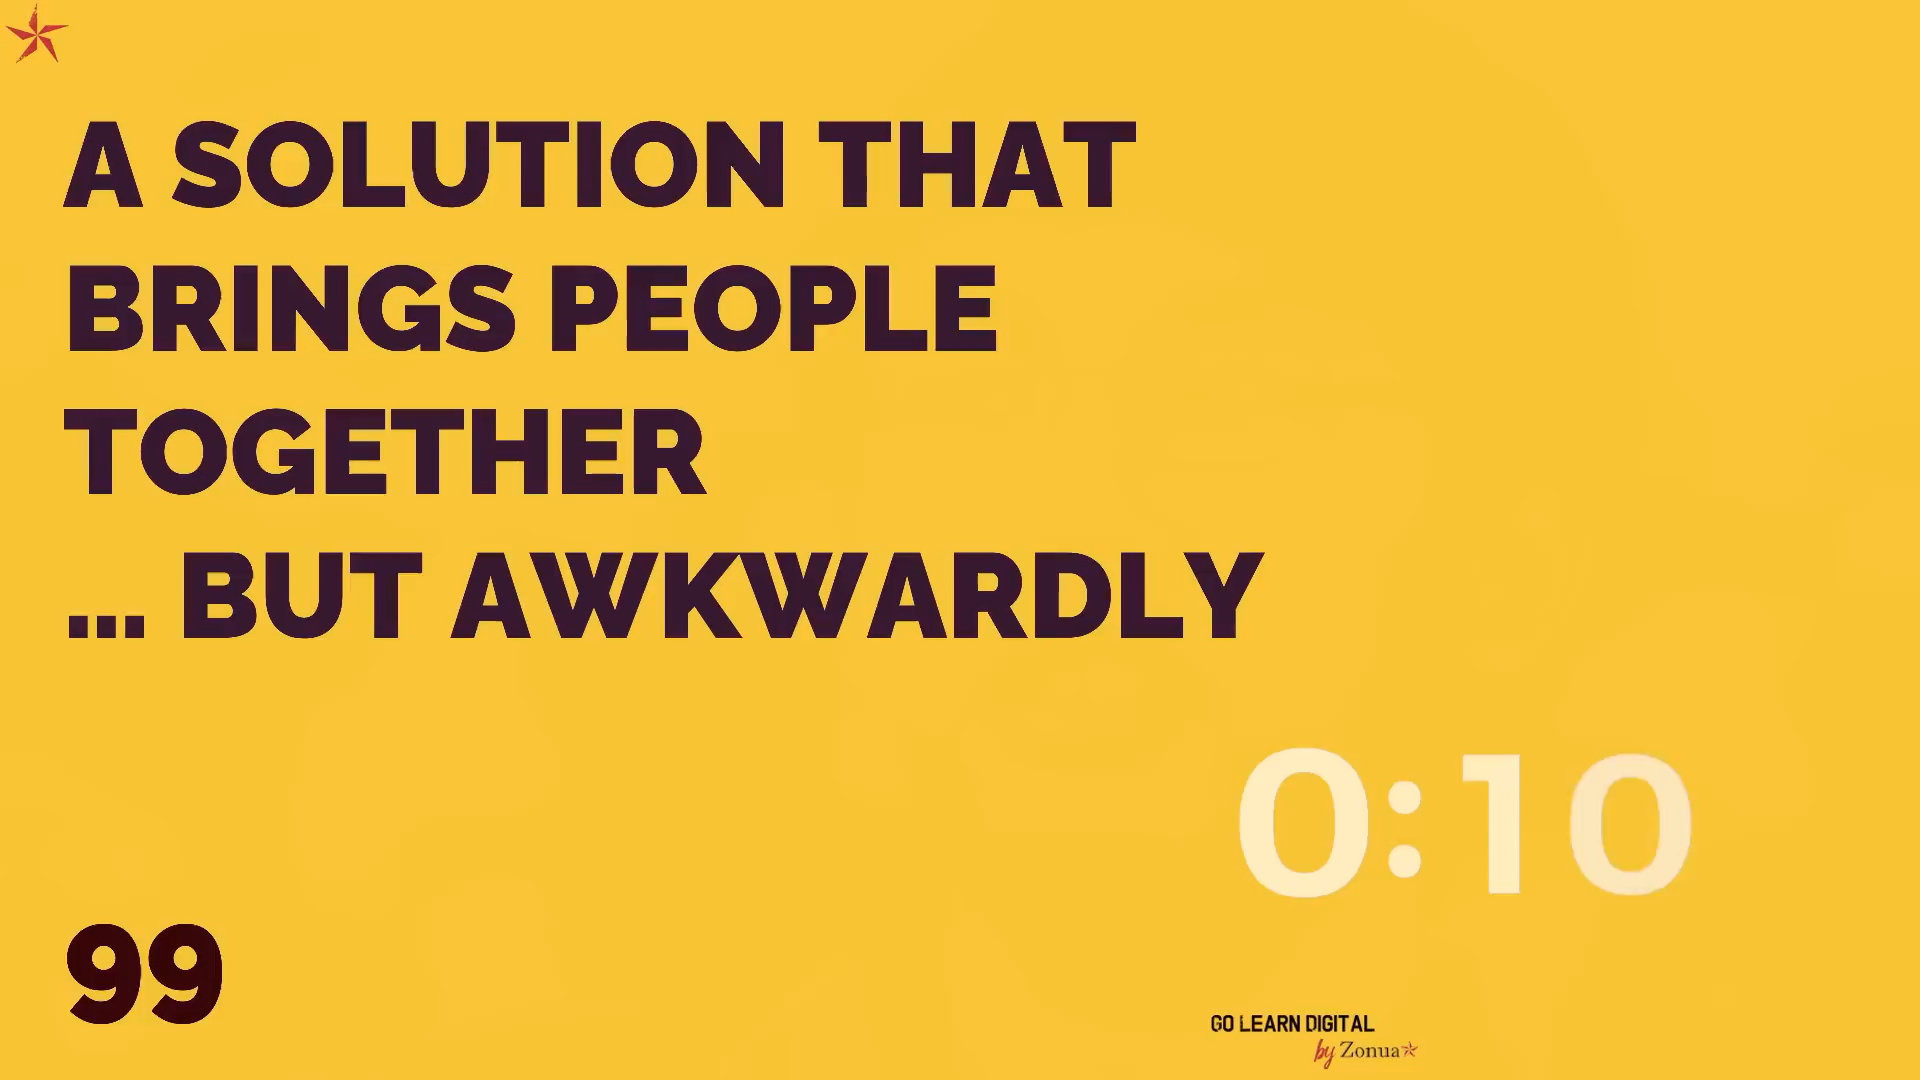 A SOLUTION THAT
BRINGS PEOPLE
TOGETHER
... BUT AWKWARDLY
0:10
99
GO LEARN DIGITAL
by Zonua